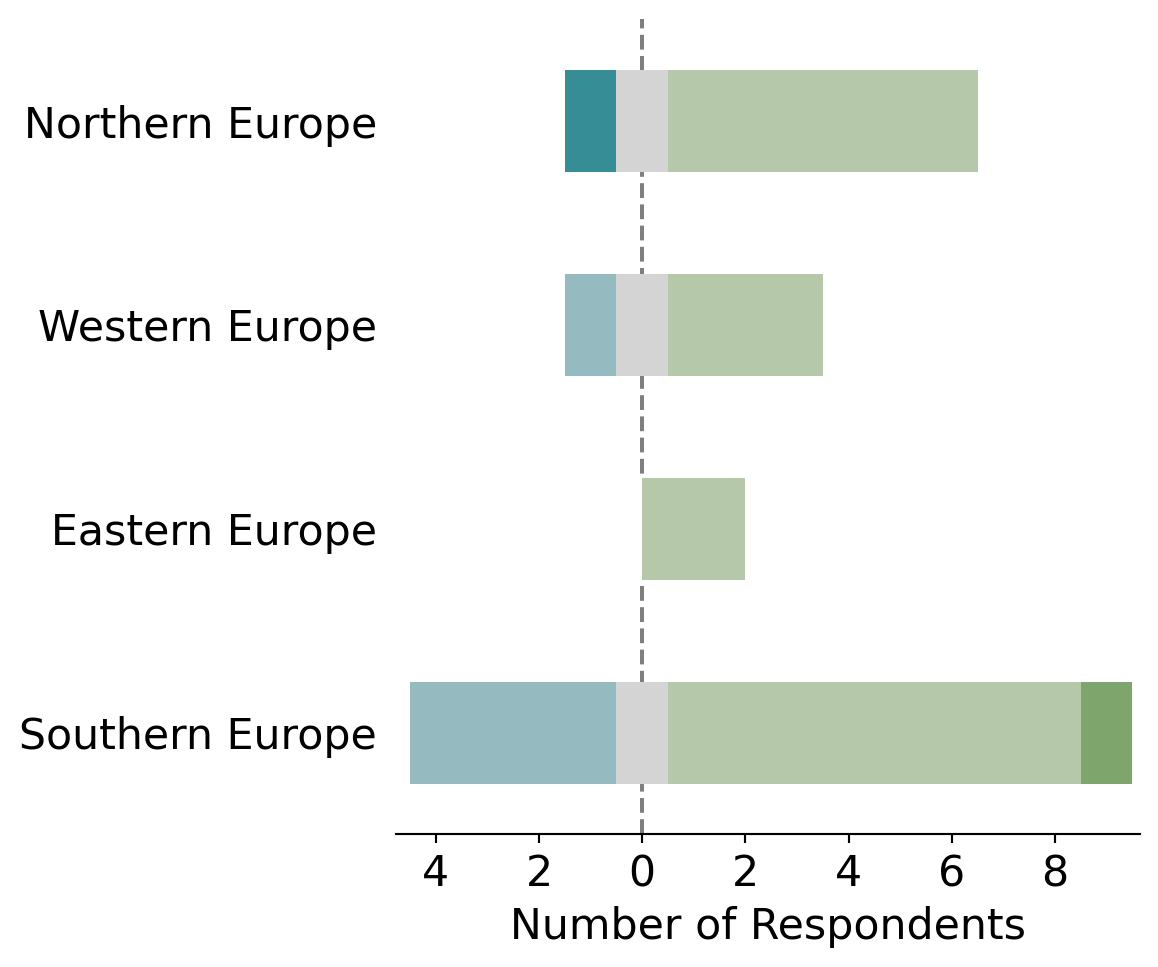 Northern Europe
Western Europe
Eastern Europe
Southern Europe
4 2 0 2 4 6 8
Number of Respondents